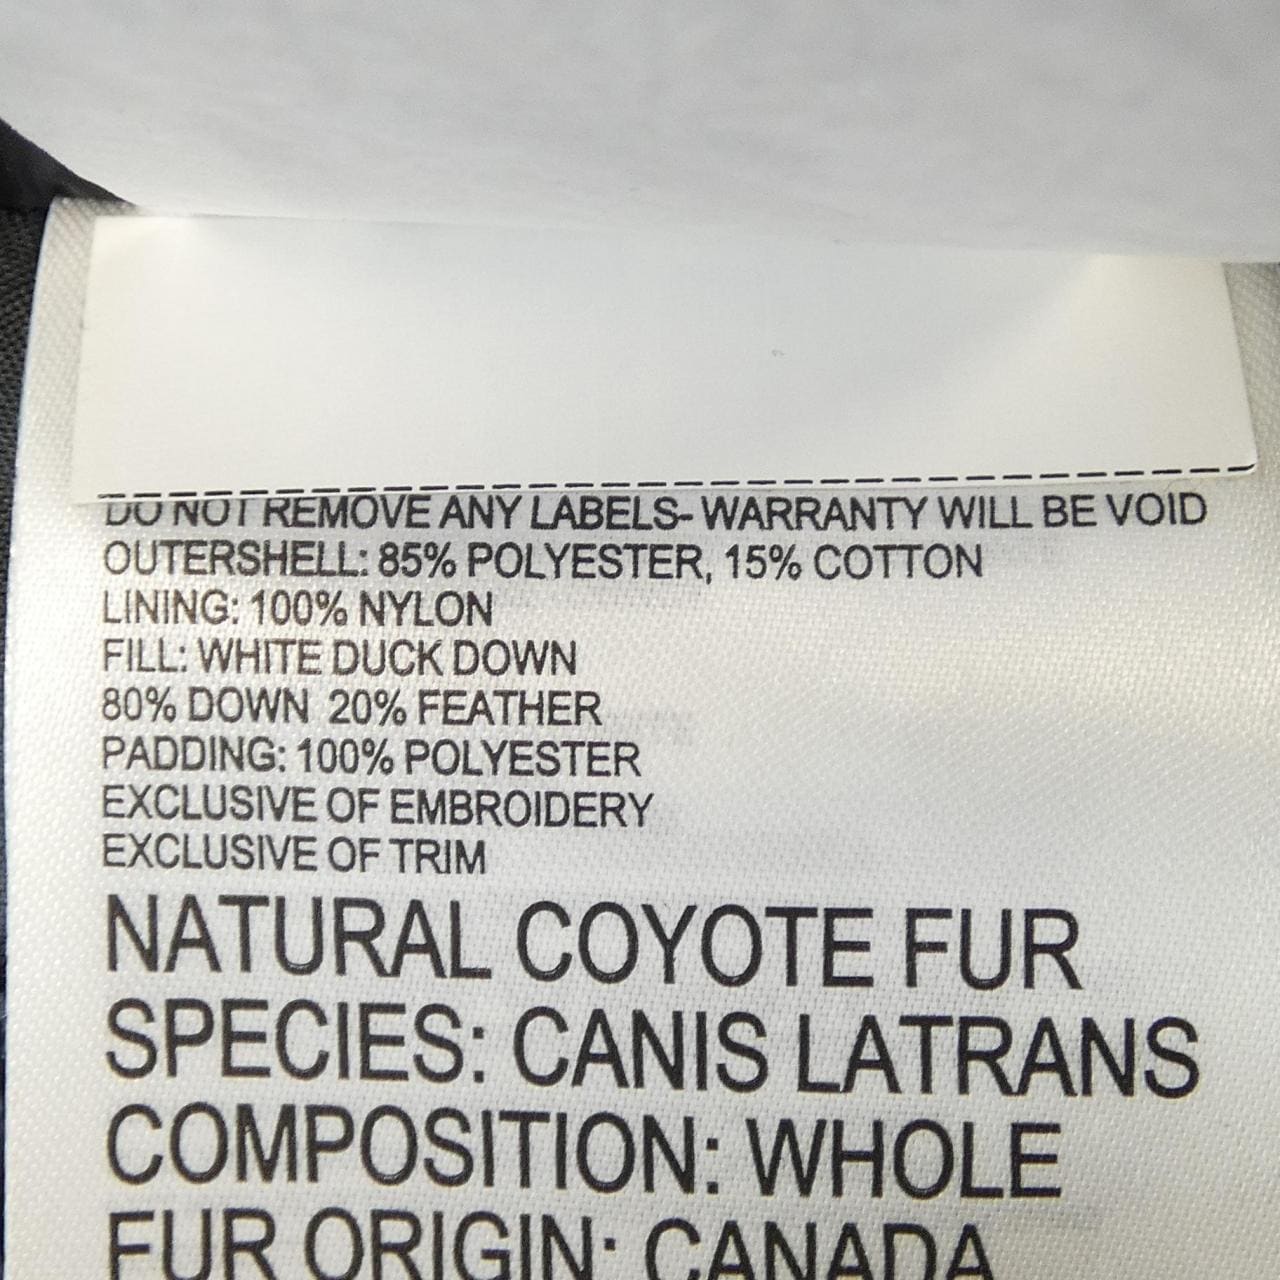 DO NOT REMOVE ANY LABELS- WARRANTY WILL BE VOID
OUTERSHELL: 85% POLYESTER, 15% COTTON
LINING: 100% NYLON
FILL: WHITE DUCK DOWN
80% DOWN 20% FEATHER
PADDING: 100% POLYESTER
EXCLUSIVE OF EMBROIDERY
EXCLUSIVE OF TRIM
NATURAL COYOTE FUR
SPECIES: CANIS LATRANS
COMPOSITION: WHOLE
FUR ORIGIN: CANADA